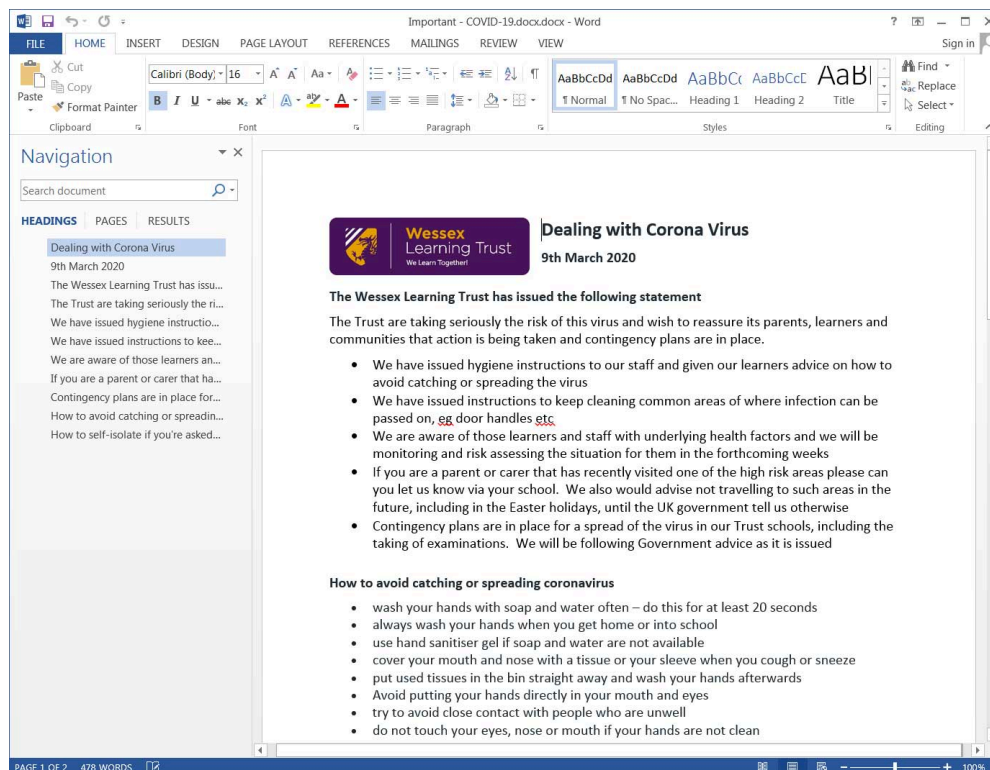 Important - COVID-19.docx.docx - Word
FILE HOME INSERT DESIGN PAGE LAYOUT REFERENCES MAILINGS REVIEW VIEW Sign in
Paste
Cut
Copy
Format Painter
Clipboard
Calibri (Body) 16
Font
Paragraph
AaBbCcDd AaBbCcDd AaBbCc AaBbCcE AaBl
¶ Normal ¶ No Spac... Heading 1 Heading 2 Title
Styles
Find
Replace
Select
Editing
Navigation
Search document
HEADINGS PAGES RESULTS
Dealing with Corona Virus
9th March 2020
The Wessex Learning Trust has issu...
The Trust are taking seriously the ri...
We have issued hygiene instructio...
We have issued instructions to kee...
We are aware of those learners an...
If you are a parent or carer that ha...
Contingency plans are in place for...
How to avoid catching or spreadin...
How to self-isolate if you're asked...
Wessex
Learning Trust
We Learn Together!
Dealing with Corona Virus
9th March 2020
The Wessex Learning Trust has issued the following statement
The Trust are taking seriously the risk of this virus and wish to reassure its parents, learners and
communities that action is being taken and contingency plans are in place.
• We have issued hygiene instructions to our staff and given our learners advice on how to
avoid catching or spreading the virus
• We have issued instructions to keep cleaning common areas of where infection can be
passed on, eg door handles etc
• We are aware of those learners and staff with underlying health factors and we will be
monitoring and risk assessing the situation for them in the forthcoming weeks
• If you are a parent or carer that has recently visited one of the high risk areas please can
you let us know via your school. We also would advise not travelling to such areas in the
future, including in the Easter holidays, until the UK government tell us otherwise
• Contingency plans are in place for a spread of the virus in our Trust schools, including the
taking of examinations. We will be following Government advice as it is issued
How to avoid catching or spreading coronavirus
• wash your hands with soap and water often – do this for at least 20 seconds
• always wash your hands when you get home or into school
• use hand sanitiser gel if soap and water are not available
• cover your mouth and nose with a tissue or your sleeve when you cough or sneeze
• put used tissues in the bin straight away and wash your hands afterwards
• Avoid putting your hands directly in your mouth and eyes
• try to avoid close contact with people who are unwell
• do not touch your eyes, nose or mouth if your hands are not clean
PAGE 1 OF 2 478 WORDS 100%